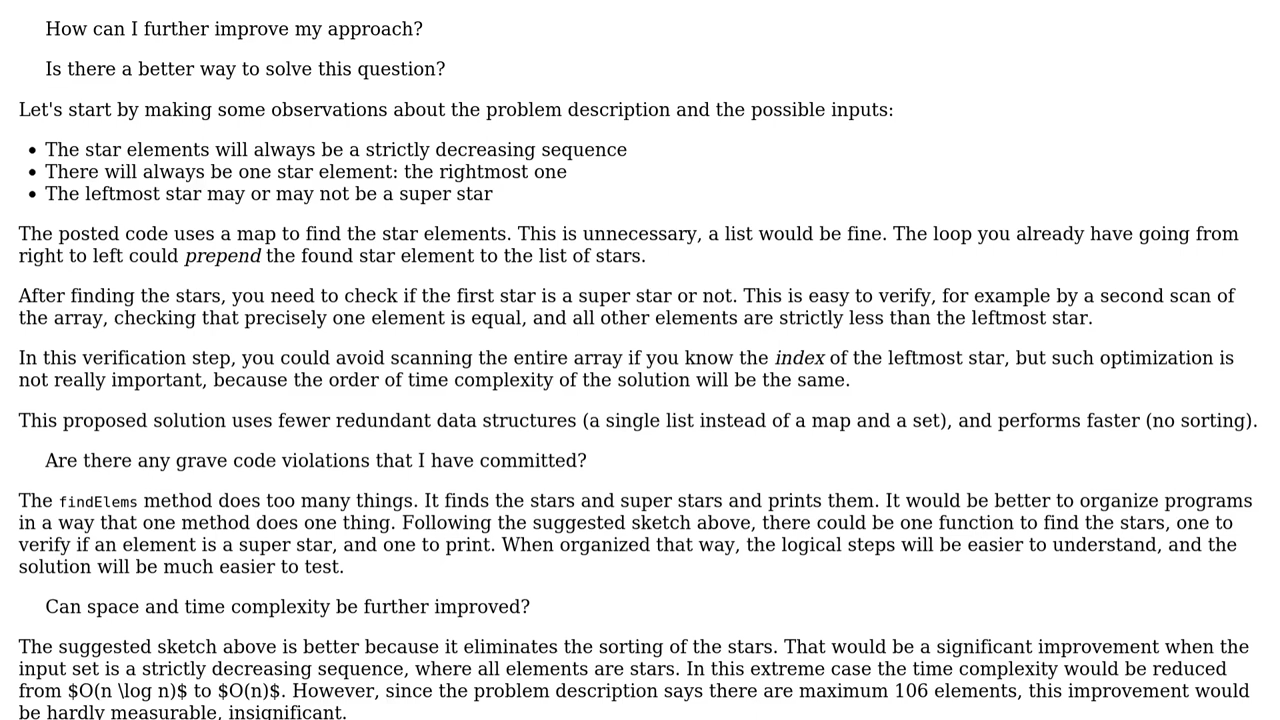 How can I further improve my approach?
Is there a better way to solve this question?
Let's start by making some observations about the problem description and the possible inputs:
• The star elements will always be a strictly decreasing sequence
• There will always be one star element: the rightmost one
• The leftmost star may or may not be a super star
The posted code uses a map to find the star elements. This is unnecessary, a list would be fine. The loop you already have going from
right to left could prepend the found star element to the list of stars.
After finding the stars, you need to check if the first star is a super star or not. This is easy to verify, for example by a second scan of
the array, checking that precisely one element is equal, and all other elements are strictly less than the leftmost star.
In this verification step, you could avoid scanning the entire array if you know the index of the leftmost star, but such optimization is
not really important, because the order of time complexity of the solution will be the same.
This proposed solution uses fewer redundant data structures (a single list instead of a map and a set), and performs faster (no sorting).
Are there any grave code violations that I have committed?
The findElems method does too many things. It finds the stars and super stars and prints them. It would be better to organize programs
in a way that one method does one thing. Following the suggested sketch above, there could be one function to find the stars, one to
verify if an element is a super star, and one to print. When organized that way, the logical steps will be easier to understand, and the
solution will be much easier to test.
Can space and time complexity be further improved?
The suggested sketch above is better because it eliminates the sorting of the stars. That would be a significant improvement when the
input set is a strictly decreasing sequence, where all elements are stars. In this extreme case the time complexity would be reduced
from $O(n \log n)$ to $O(n)$. However, since the problem description says there are maximum 106 elements, this improvement would
be hardly measurable, insignificant.